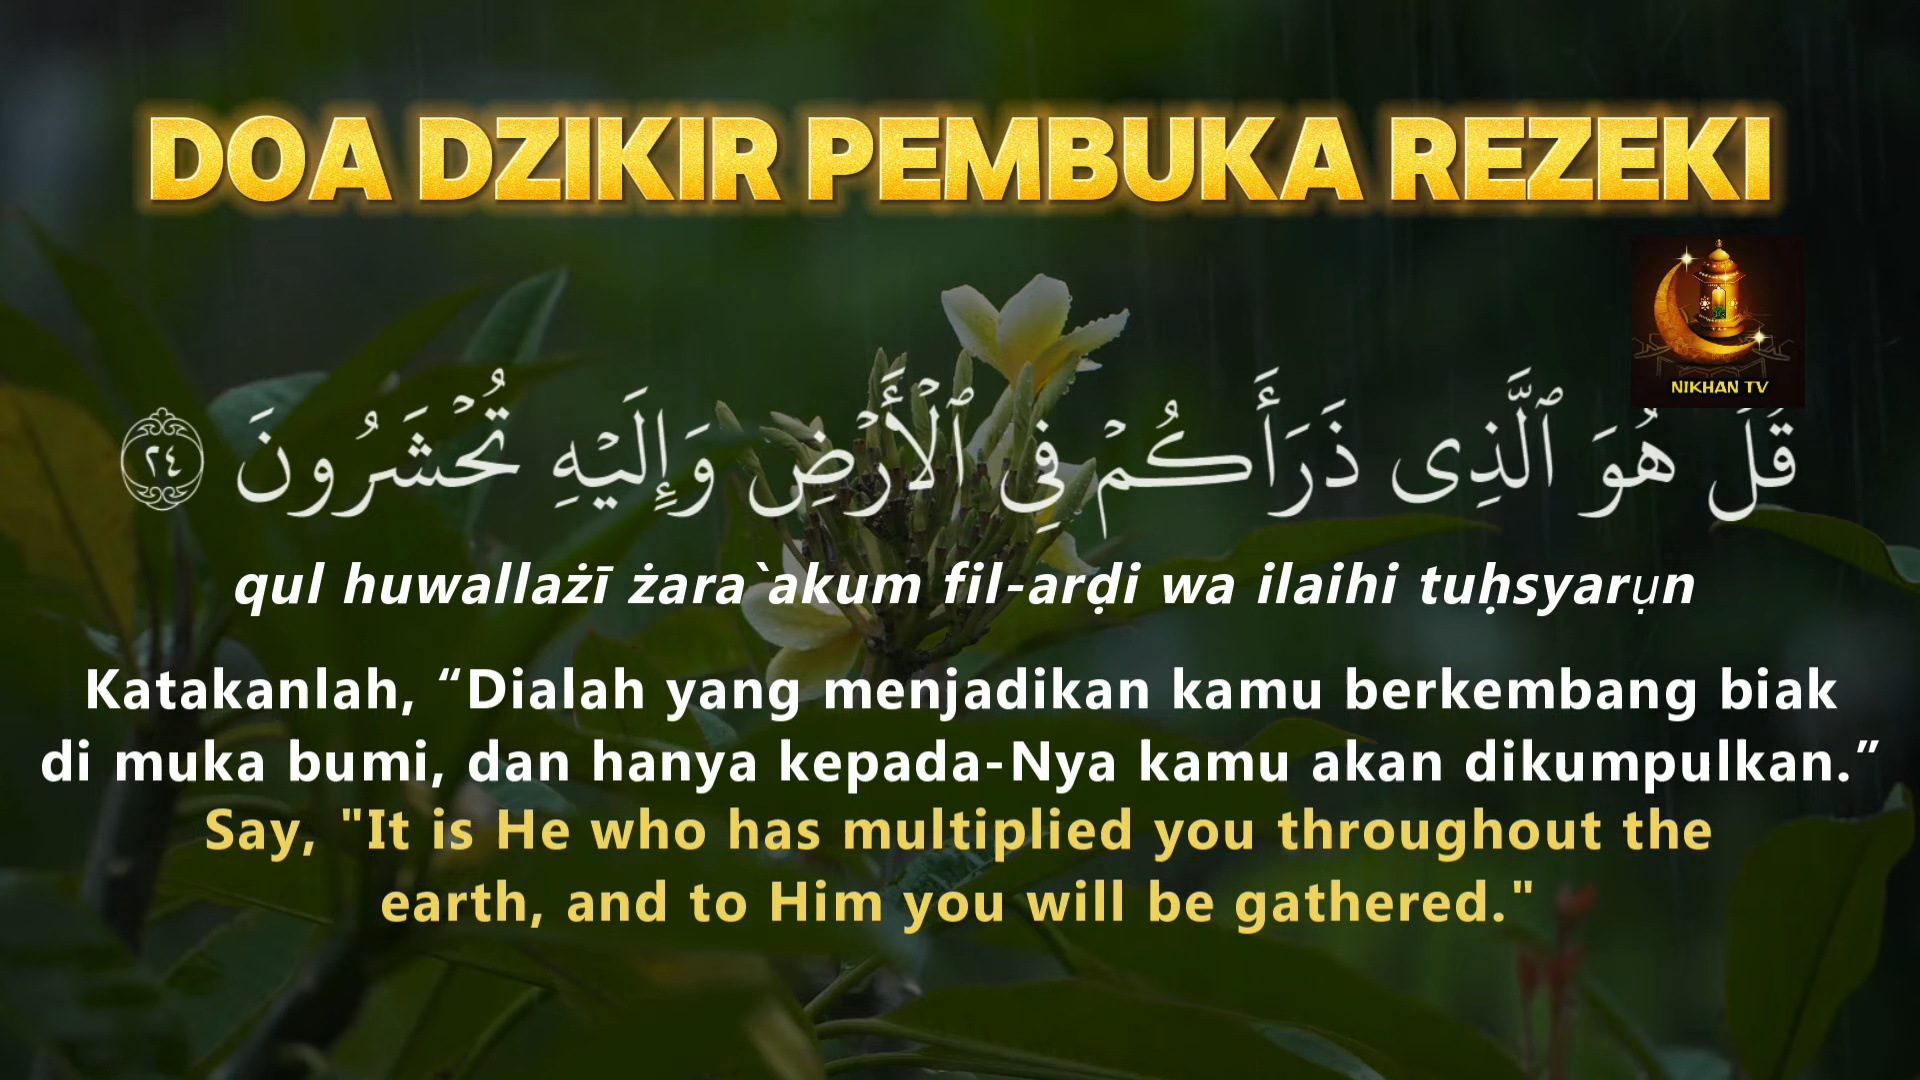 DOA DZIKIR PEMBUKA REZEKI
NIKHAN TV
قُلْ هُوَ ٱلَّذِى ذَرَأَكُمْ فِى ٱلْأَرْضِ وَإِلَيْهِ تُحْشَرُونَ ٢٤
qul huwallażī żara`akum fil-arḍi wa ilaihi tuḥsyarụn
Katakanlah, “Dialah yang menjadikan kamu berkembang biak
di muka bumi, dan hanya kepada-Nya kamu akan dikumpulkan.”
Say, "It is He who has multiplied you throughout the
earth, and to Him you will be gathered."